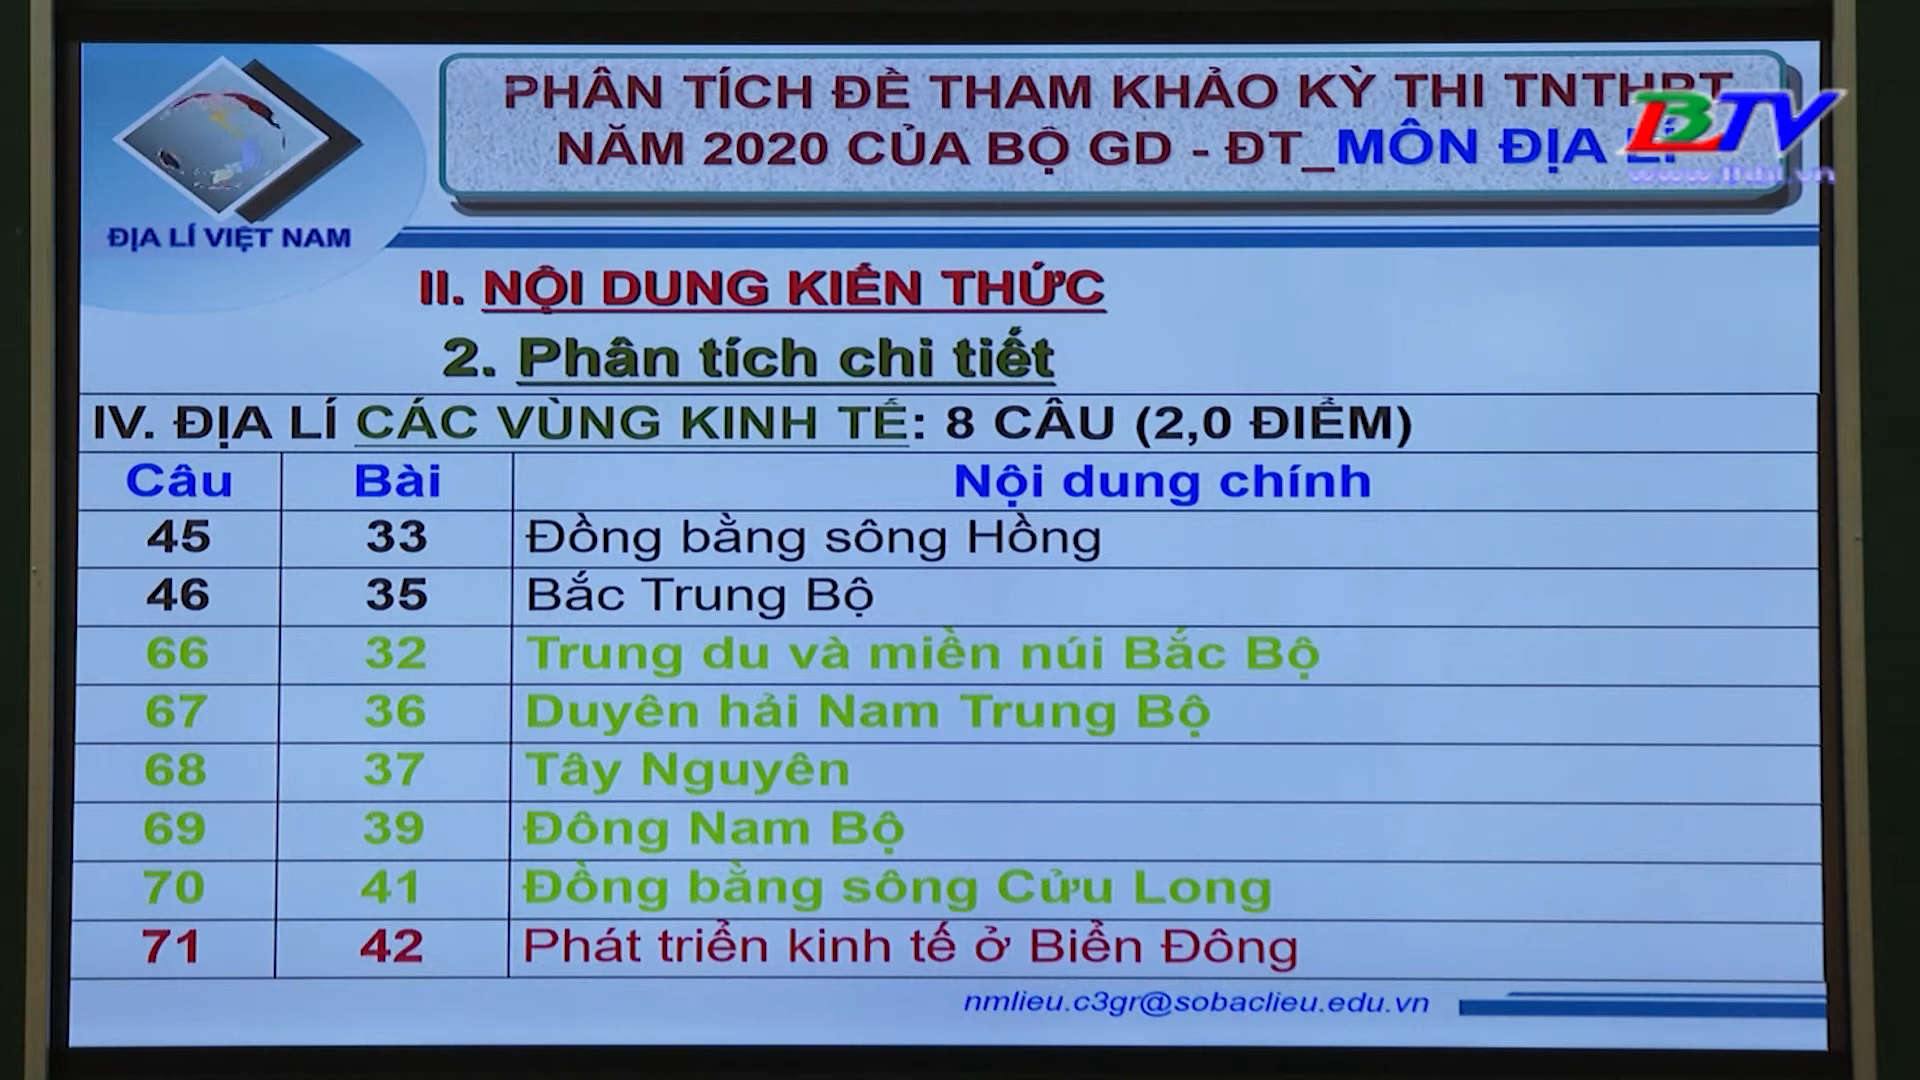 PHÂN TÍCH ĐỀ THAM KHẢO KỲ THI TNTHPT
BTV
NĂM 2020 CỦA BỘ GD - ĐT_MÔN ĐỊA LÍ
ĐỊA LÍ VIỆT NAM
II. NỘI DUNG KIẾN THỨC
2. Phân tích chi tiết
IV. ĐỊA LÍ CÁC VÙNG KINH TẾ: 8 CÂU (2,0 ĐIỂM)
Câu Bài Nội dung chính
45 33 Đồng bằng sông Hồng
46 35 Bắc Trung Bộ
66 32 Trung du và miền núi Bắc Bộ
67 36 Duyên hải Nam Trung Bộ
68 37 Tây Nguyên
69 39 Đông Nam Bộ
70 41 Đồng bằng sông Cửu Long
71 42 Phát triển kinh tế ở Biển Đông
nmlieu.c3gr@sobaclieu.edu.vn